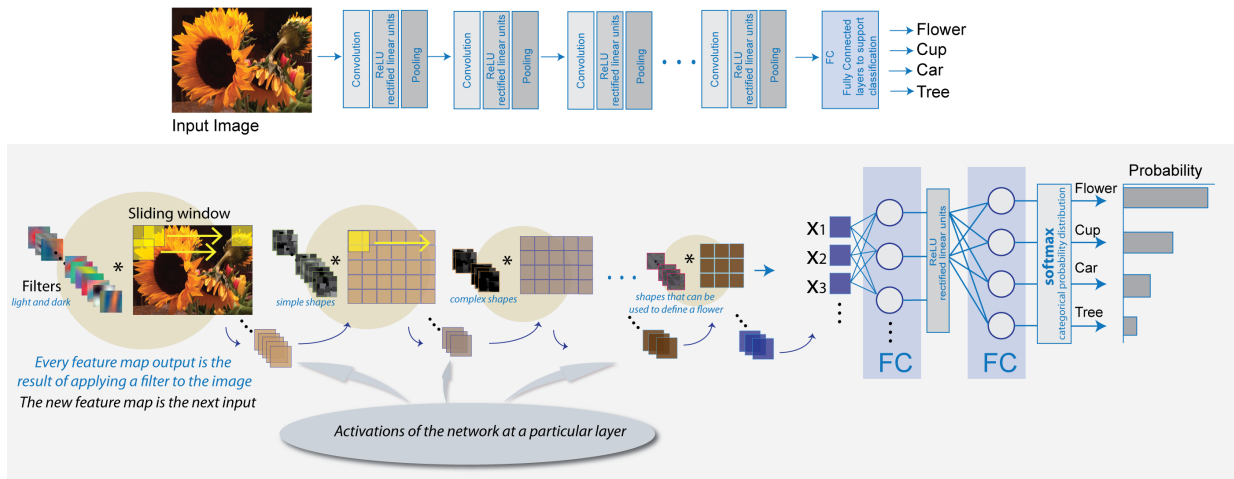 Input Image
Convolution
ReLU
rectified linear units
Pooling
Convolution
ReLU
rectified linear units
Pooling
Convolution
ReLU
rectified linear units
Pooling
Convolution
ReLU
rectified linear units
Pooling
FC
Fully Connected
layers to support
classification
Flower
Cup
Car
Tree
Sliding window
*
Filters
light and dark
*
simple shapes
*
complex shapes
*
shapes that can be
used to define a flower
Every feature map output is the
result of applying a filter to the image
The new feature map is the next input
Activations of the network at a particular layer
X1
X2
X3
FC
ReLU
rectified linear units
FC
softmax
categorical probability distribution
Probability
Flower
Cup
Car
Tree